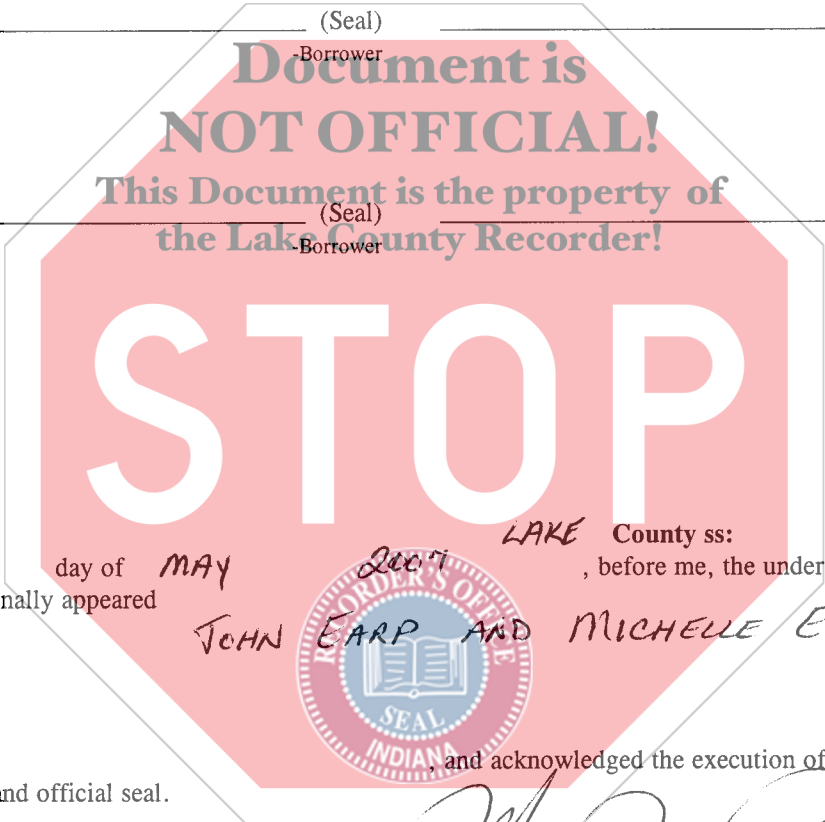 (Seal)
-Borrower
Document is
NOT OFFICIAL!
This Document is the property of
(Seal)
the Lake County Recorder!
-Borrower
STOP
LAKE County ss:
day of MAY 2007 , before me, the under
nally appeared
JOHN EARP AND MICHELLE E
RECORDER'S OFFICE
SEAL
INDIANA
, and acknowledged the execution of
nd official seal.